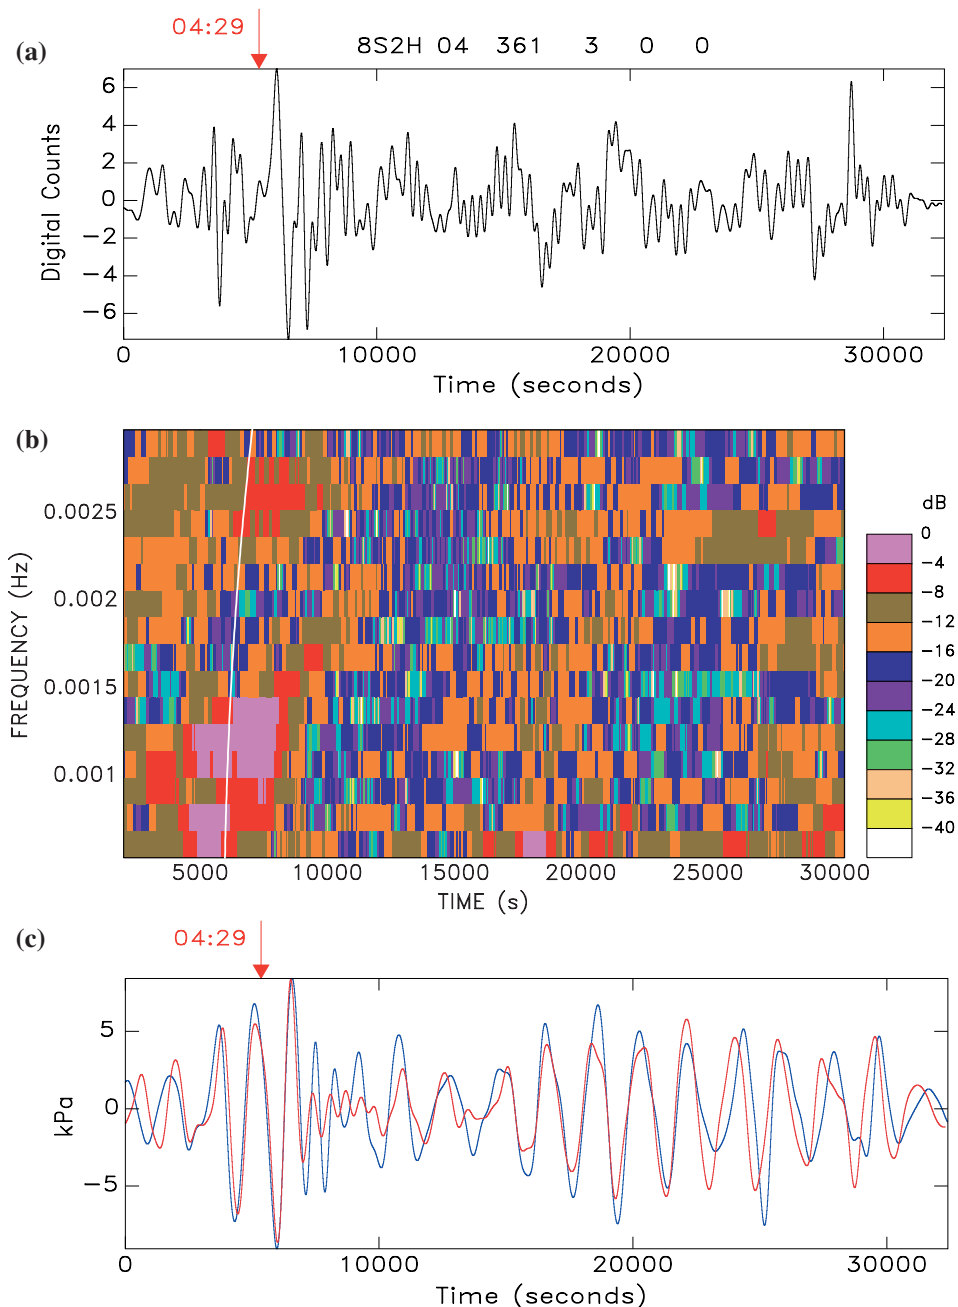 04:29
(a)
8S2H 04 361 3 0 0
6
4
2
0
−2
−4
−6
Digital Counts
0 10000 20000 30000
Time (seconds)
(b)
0.0025
0.002
0.0015
0.001
FREQUENCY (Hz)
5000 10000 15000 20000 25000 30000
TIME (s)
dB
0
−4
−8
−12
−16
−20
−24
−28
−32
−36
−40
04:29
(c)
5
0
−5
kPa
0 10000 20000 30000
Time (seconds)